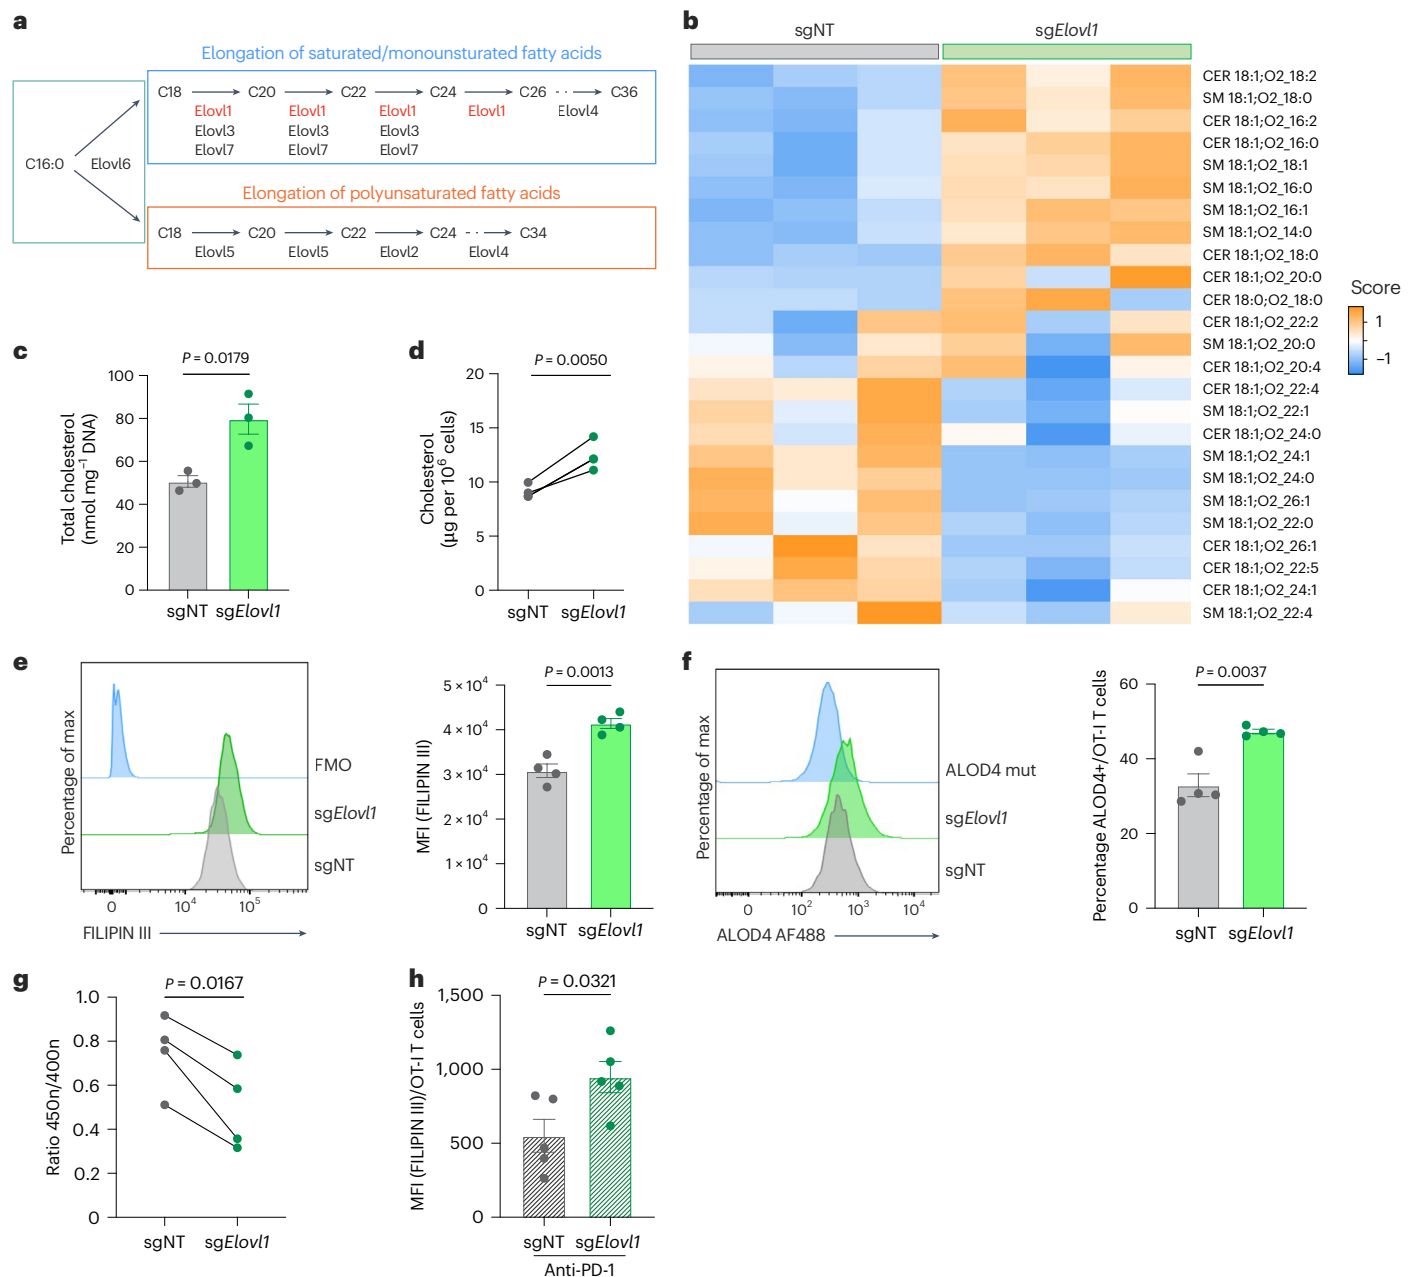 a
Elongation of saturated/monounsturated fatty acids
C18 C20 C22 C24 C26 C36
Elovl1 Elovl1 Elovl1 Elovl1 Elovl4
Elovl3 Elovl3 Elovl3
Elovl7 Elovl7 Elovl7
C16:0 Elovl6
Elongation of polyunsaturated fatty acids
C18 C20 C22 C24 C34
Elovl5 Elovl5 Elovl2 Elovl4
b
sgNT sgElovl1
CER 18:1;O2_18:2
SM 18:1;O2_18:0
CER 18:1;O2_16:2
CER 18:1;O2_16:0
SM 18:1;O2_18:1
SM 18:1;O2_16:0
SM 18:1;O2_16:1
SM 18:1;O2_14:0
CER 18:1;O2_18:0
CER 18:1;O2_20:0
CER 18:0;O2_18:0
CER 18:1;O2_22:2
SM 18:1;O2_20:0
CER 18:1;O2_20:4
CER 18:1;O2_22:4
SM 18:1;O2_22:1
CER 18:1;O2_24:0
SM 18:1;O2_24:1
SM 18:1;O2_24:0
SM 18:1;O2_26:1
SM 18:1;O2_22:0
CER 18:1;O2_26:1
CER 18:1;O2_22:5
CER 18:1;O2_24:1
SM 18:1;O2_22:4
Score
1
−1
c
P = 0.0179
Total cholesterol
(nmol mg⁻¹ DNA)
100
80
60
40
20
0
sgNT sgElovl1
d
P = 0.0050
Cholesterol
(µg per 10⁶ cells)
20
15
10
5
0
sgNT sgElovl1
e
Percentage of max
FMO
sgElovl1
sgNT
0 10⁴ 10⁵
FILIPIN III
P = 0.0013
MFI (FILIPIN III)
5 × 10⁴
4 × 10⁴
3 × 10⁴
2 × 10⁴
1 × 10⁴
0
sgNT sgElovl1
f
Percentage of max
ALOD4 mut
sgElovl1
sgNT
0 10² 10³ 10⁴
ALOD4 AF488
P = 0.0037
Percentage ALOD4+/OT-I T cells
60
40
20
0
sgNT sgElovl1
g
P = 0.0167
Ratio 450n/400n
1.0
0.8
0.6
0.4
0.2
0
sgNT sgElovl1
h
P = 0.0321
MFI (FILIPIN III)/OT-I T cells
1,500
1,000
500
0
sgNT sgElovl1
Anti-PD-1